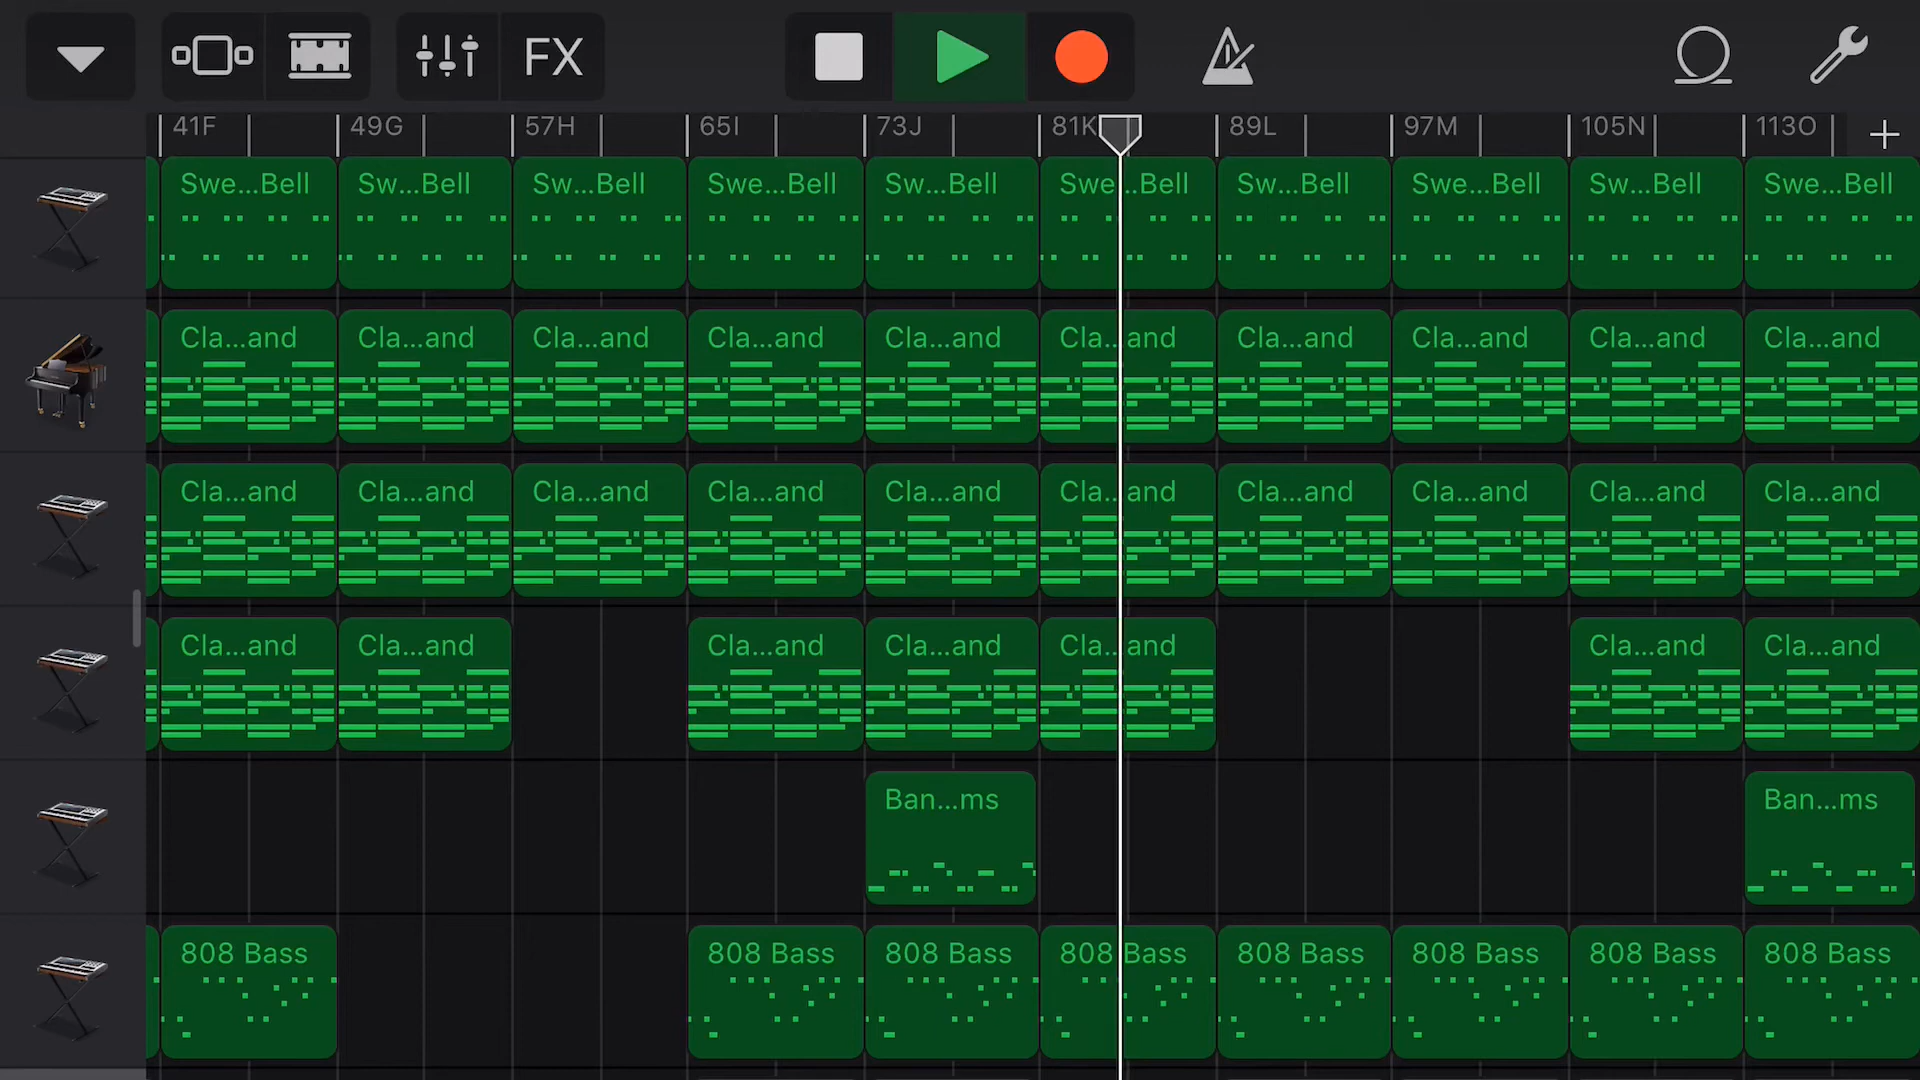 FX
41F 49G 57H 65I 73J 81K 89L 97M 105N 113O
Swe...Bell Sw...Bell Sw...Bell Swe...Bell Sw...Bell Swe...Bell Sw...Bell Swe...Bell Sw...Bell Swe...Bell
Cla...and Cla...and Cla...and Cla...and Cla...and Cla...and Cla...and Cla...and Cla...and Cla...and
Cla...and Cla...and Cla...and Cla...and Cla...and Cla...and Cla...and Cla...and Cla...and Cla...and
Cla...and Cla...and Cla...and Cla...and Cla...and Cla...and Cla...and
Ban...ms Ban...ms
808 Bass 808 Bass 808 Bass 808 Bass 808 Bass 808 Bass 808 Bass 808 Bass